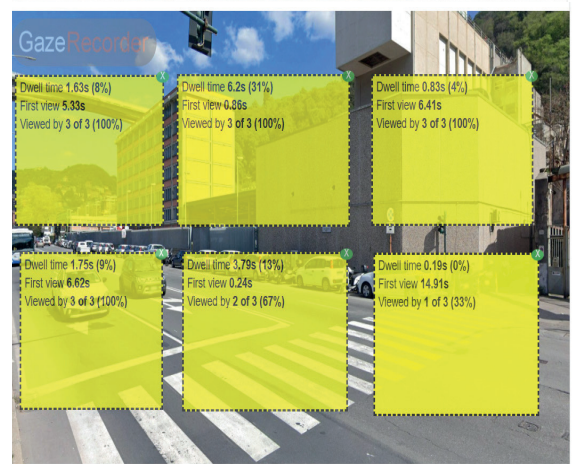 GazeRecorder
X
Dwell time 1.63s (8%)
First view 5.33s
Viewed by 3 of 3 (100%)
X
Dwell time 6.2s (31%)
First view 0.86s
Viewed by 3 of 3 (100%)
X
Dwell time 0.83s (4%)
First view 6.41s
Viewed by 3 of 3 (100%)
X
Dwell time 1.75s (9%)
First view 6.62s
Viewed by 3 of 3 (100%)
X
Dwell time 3,79s (13%)
First view 0.24s
Viewed by 2 of 3 (67%)
X
Dwell time 0.19s (0%)
First view 14.91s
Viewed by 1 of 3 (33%)